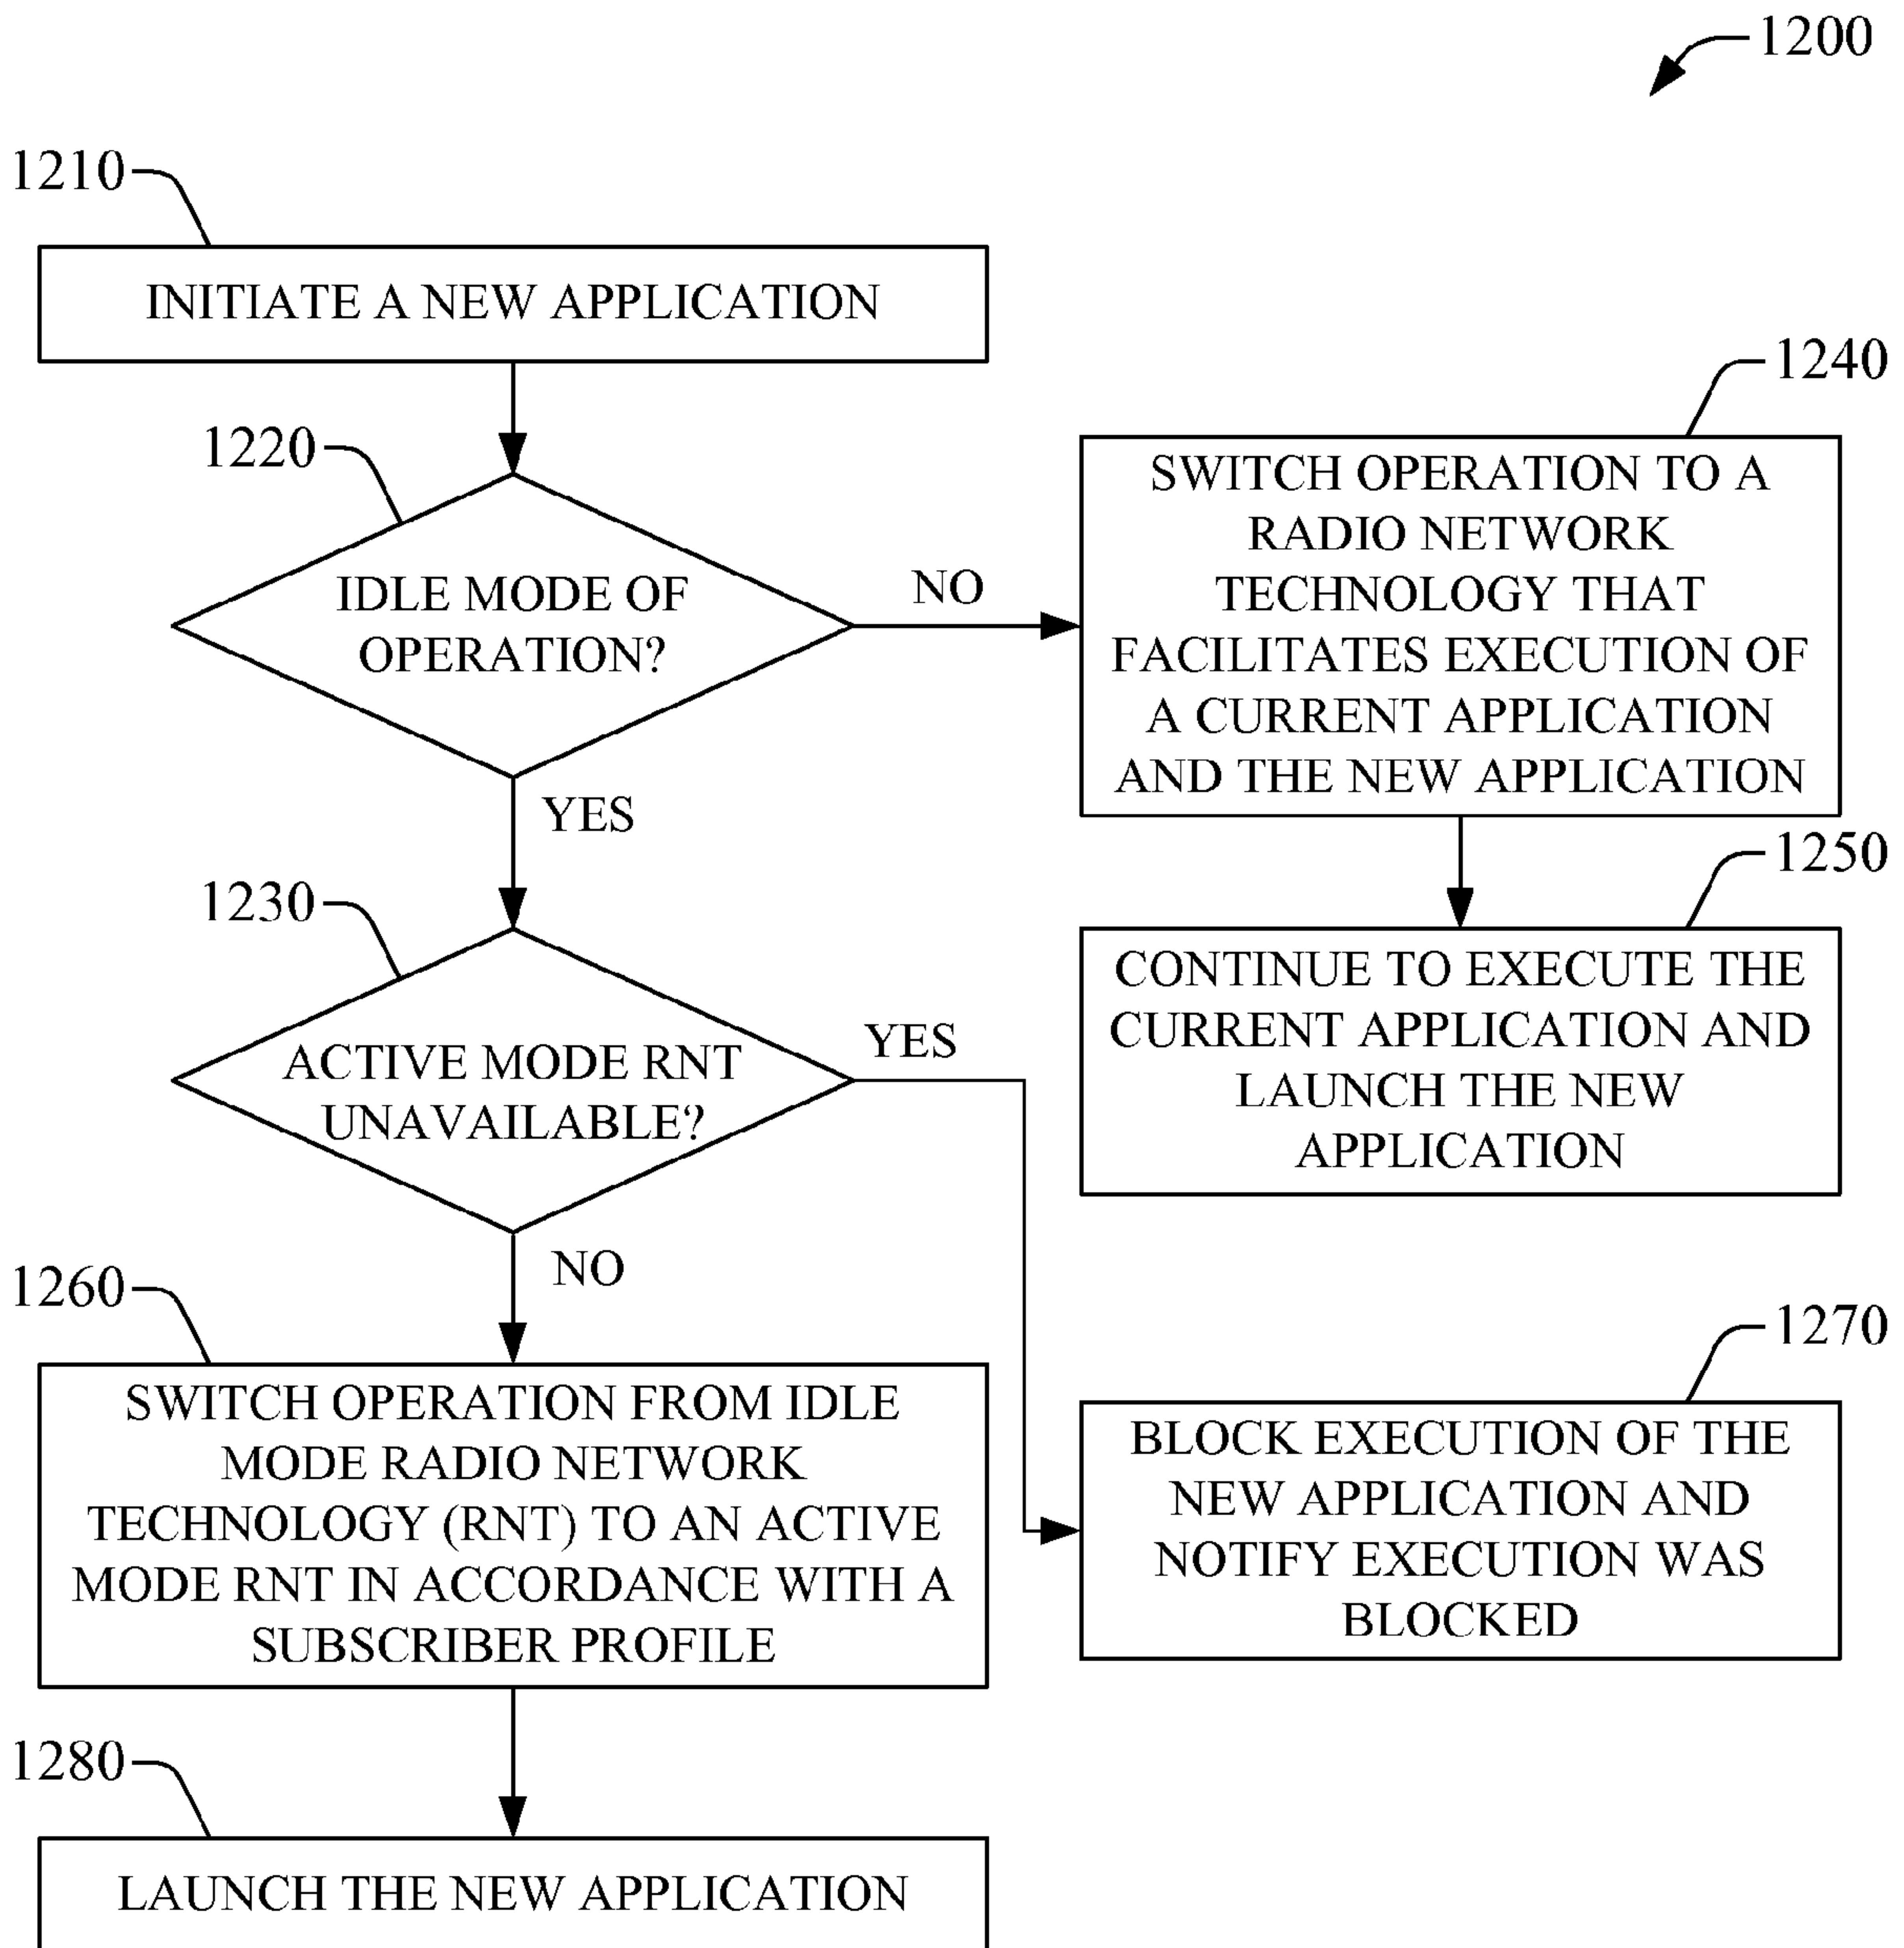 1200
1210
INITIATE A NEW APPLICATION
1220
IDLE MODE OF
OPERATION?
NO
YES
1240
SWITCH OPERATION TO A
RADIO NETWORK
TECHNOLOGY THAT
FACILITATES EXECUTION OF
A CURRENT APPLICATION
AND THE NEW APPLICATION
1250
CONTINUE TO EXECUTE THE
CURRENT APPLICATION AND
LAUNCH THE NEW
APPLICATION
1230
ACTIVE MODE RNT
UNAVAILABLE?
YES
NO
1260
SWITCH OPERATION FROM IDLE
MODE RADIO NETWORK
TECHNOLOGY (RNT) TO AN ACTIVE
MODE RNT IN ACCORDANCE WITH A
SUBSCRIBER PROFILE
1270
BLOCK EXECUTION OF THE
NEW APPLICATION AND
NOTIFY EXECUTION WAS
BLOCKED
1280
LAUNCH THE NEW APPLICATION